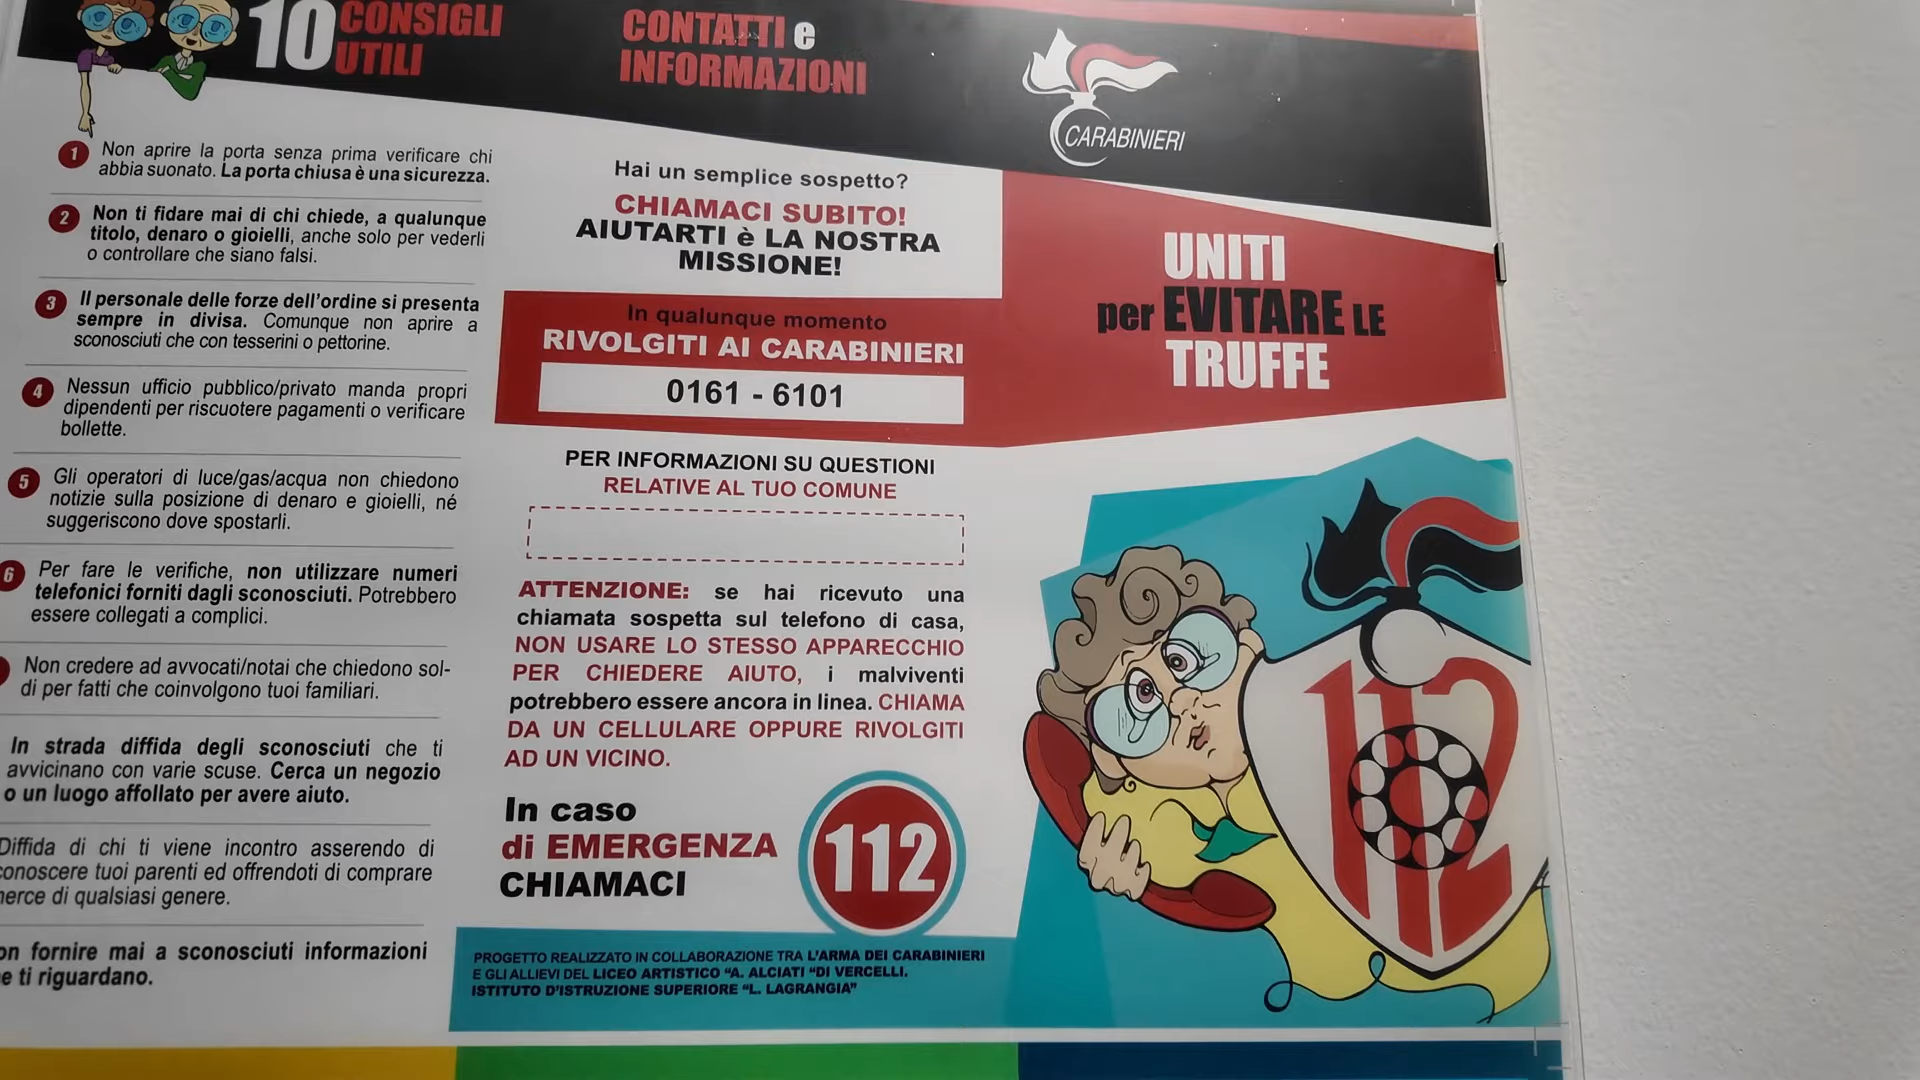 10 CONSIGLI
UTILI
1 Non aprire la porta senza prima verificare chi
abbia suonato. La porta chiusa è una sicurezza.
2 Non ti fidare mai di chi chiede, a qualunque
titolo, denaro o gioielli, anche solo per vederli
o controllare che siano falsi.
3 Il personale delle forze dell'ordine si presenta
sempre in divisa. Comunque non aprire a
sconosciuti che con tesserini o pettorine.
4 Nessun ufficio pubblico/privato manda propri
dipendenti per riscuotere pagamenti o verificare
bollette.
5 Gli operatori di luce/gas/acqua non chiedono
notizie sulla posizione di denaro e gioielli, né
suggeriscono dove spostarli.
6 Per fare le verifiche, non utilizzare numeri
telefonici forniti dagli sconosciuti. Potrebbero
essere collegati a complici.
Non credere ad avvocati/notai che chiedono sol-
di per fatti che coinvolgono tuoi familiari.
In strada diffida degli sconosciuti che ti
avvicinano con varie scuse. Cerca un negozio
o un luogo affollato per avere aiuto.
Diffida di chi ti viene incontro asserendo di
conoscere tuoi parenti ed offrendoti di comprare
merce di qualsiasi genere.
on fornire mai a sconosciuti informazioni
e ti riguardano.
CONTATTI e
INFORMAZIONI
Hai un semplice sospetto?
CHIAMACI SUBITO!
AIUTARTI è LA NOSTRA
MISSIONE!
In qualunque momento
RIVOLGITI AI CARABINIERI
0161 - 6101
PER INFORMAZIONI SU QUESTIONI
RELATIVE AL TUO COMUNE
ATTENZIONE: se hai ricevuto una
chiamata sospetta sul telefono di casa,
NON USARE LO STESSO APPARECCHIO
PER CHIEDERE AIUTO, i malviventi
potrebbero essere ancora in linea. CHIAMA
DA UN CELLULARE OPPURE RIVOLGITI
AD UN VICINO.
In caso
di EMERGENZA
CHIAMACI
112
PROGETTO REALIZZATO IN COLLABORAZIONE TRA L'ARMA DEI CARABINIERI
E GLI ALLIEVI DEL LICEO ARTISTICO "A. ALCIATI "DI VERCELLI.
ISTITUTO D'ISTRUZIONE SUPERIORE "L. LAGRANGIA"
CARABINIERI
UNITI
per EVITARE LE
TRUFFE
112